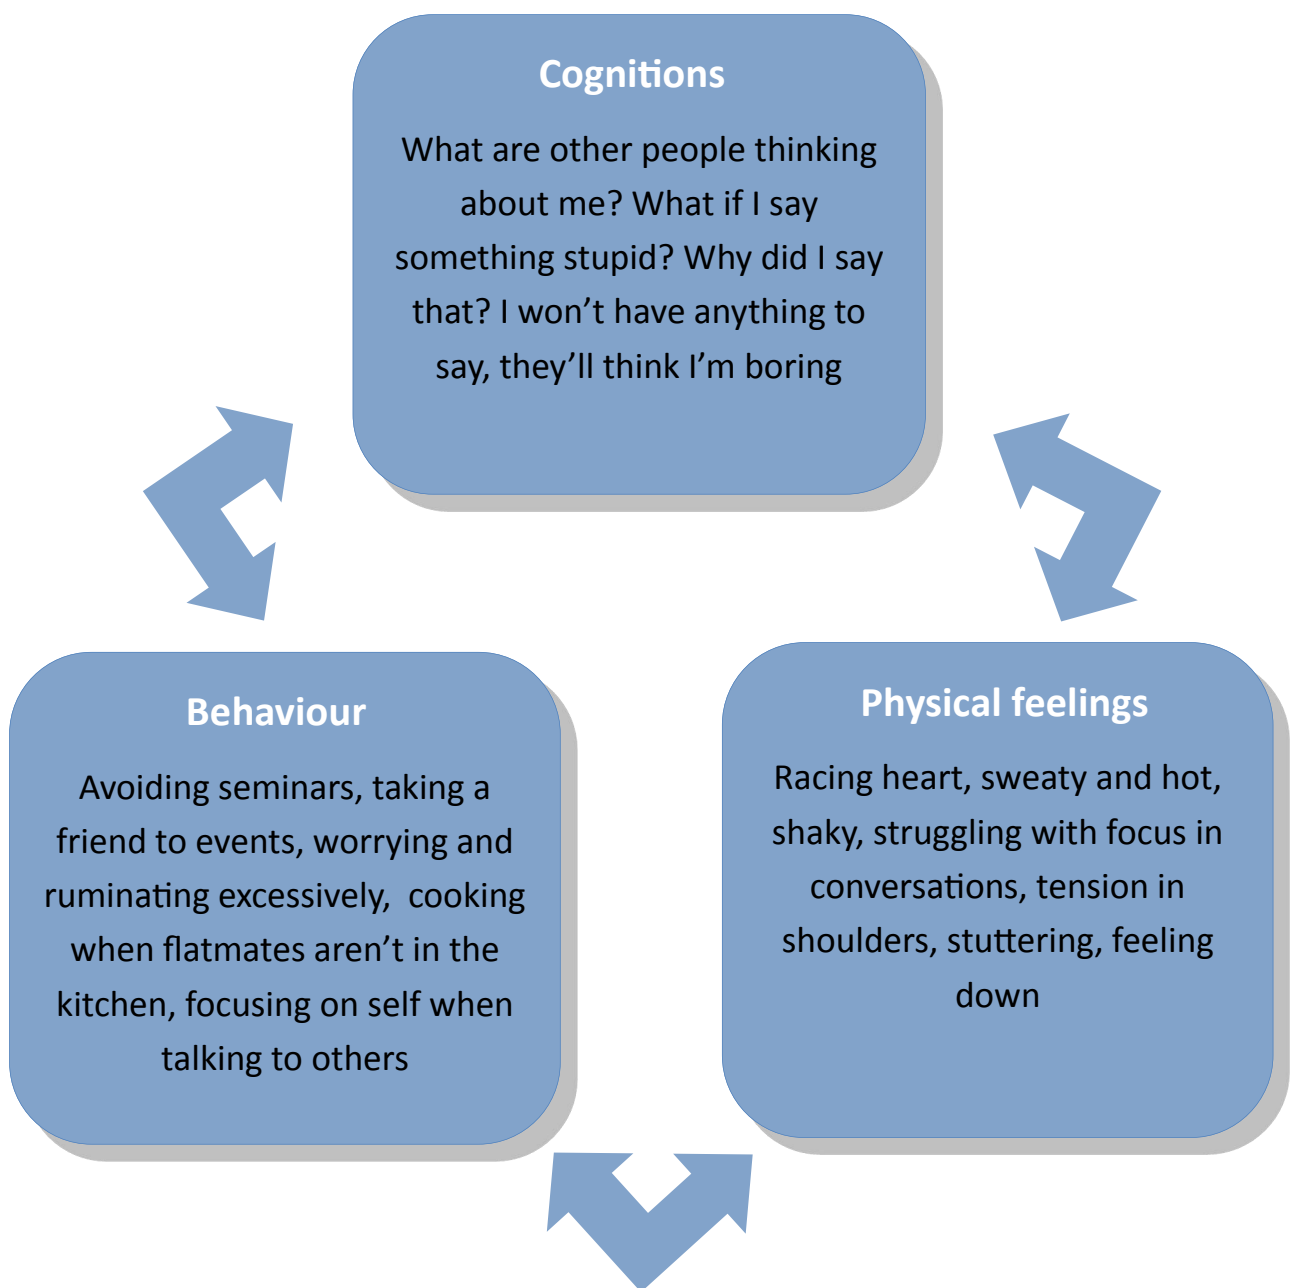 Cognitions
What are other people thinking
about me? What if I say
something stupid? Why did I say
that? I won’t have anything to
say, they’ll think I’m boring
Behaviour
Avoiding seminars, taking a
friend to events, worrying and
ruminating excessively,  cooking
when flatmates aren’t in the
kitchen, focusing on self when
talking to others
Physical feelings
Racing heart, sweaty and hot,
shaky, struggling with focus in
conversations, tension in
shoulders, stuttering, feeling
down